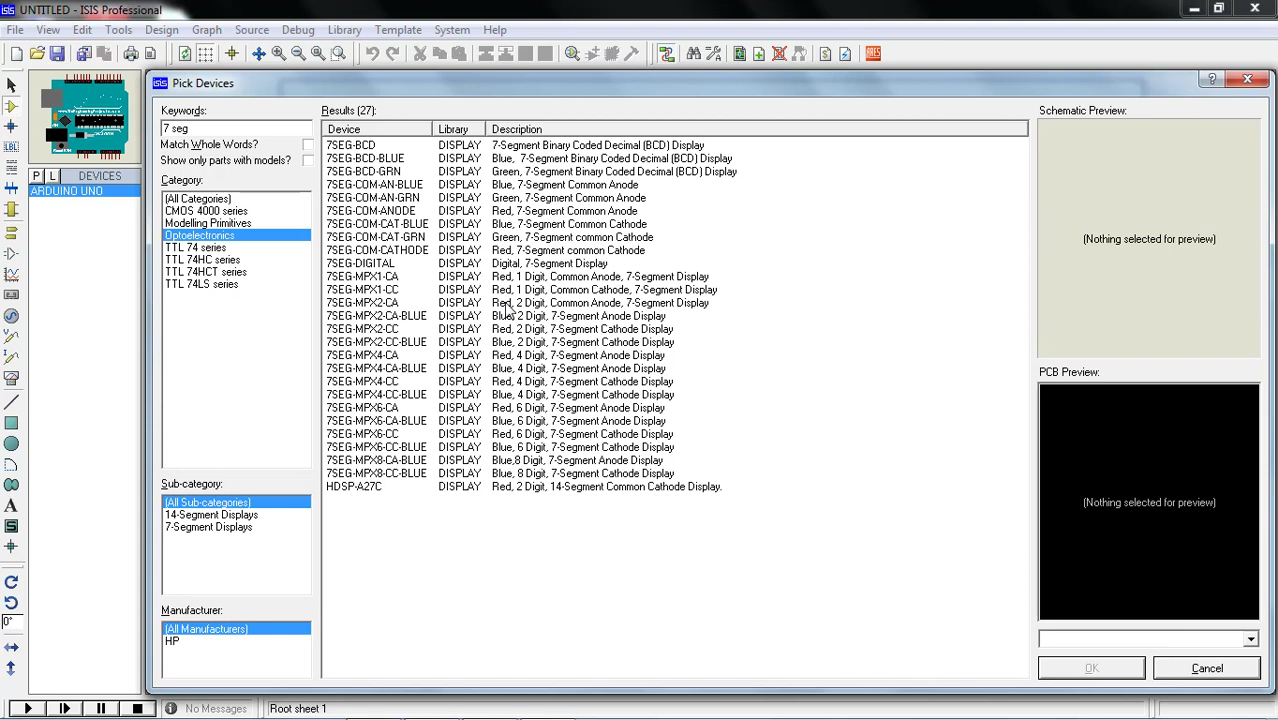 UNTITLED - ISIS Professional
File View Edit Tools Design Graph Source Debug Library Template System Help
ARES
Pick Devices
Keywords:
7 seg
Match Whole Words?
Show only parts with models?
Category:
(All Categories)
CMOS 4000 series
Modelling Primitives
Optoelectronics
TTL 74 series
TTL 74HC series
TTL 74HCT series
TTL 74LS series
Sub-category:
(All Sub-categories)
14-Segment Displays
7-Segment Displays
Manufacturer:
(All Manufacturers)
HP
P L DEVICES
ARDUINO UNO
LBL
0°
Results (27):
Device Library Description
7SEG-BCD DISPLAY 7-Segment Binary Coded Decimal (BCD) Display
7SEG-BCD-BLUE DISPLAY Blue, 7-Segment Binary Coded Decimal (BCD) Display
7SEG-BCD-GRN DISPLAY Green, 7-Segment Binary Coded Decimal (BCD) Display
7SEG-COM-AN-BLUE DISPLAY Blue, 7-Segment Common Anode
7SEG-COM-AN-GRN DISPLAY Green, 7-Segment Common Anode
7SEG-COM-ANODE DISPLAY Red, 7-Segment Common Anode
7SEG-COM-CAT-BLUE DISPLAY Blue, 7-Segment Common Cathode
7SEG-COM-CAT-GRN DISPLAY Green, 7-Segment common Cathode
7SEG-COM-CATHODE DISPLAY Red, 7-Segment common Cathode
7SEG-DIGITAL DISPLAY Digital, 7-Segment Display
7SEG-MPX1-CA DISPLAY Red, 1 Digit, Common Anode, 7-Segment Display
7SEG-MPX1-CC DISPLAY Red, 1 Digit, Common Cathode, 7-Segment Display
7SEG-MPX2-CA DISPLAY Red, 2 Digit, Common Anode, 7-Segment Display
7SEG-MPX2-CA-BLUE DISPLAY Blue, 2 Digit, 7-Segment Anode Display
7SEG-MPX2-CC DISPLAY Red, 2 Digit, 7-Segment Cathode Display
7SEG-MPX2-CC-BLUE DISPLAY Blue, 2 Digit, 7-Segment Cathode Display
7SEG-MPX4-CA DISPLAY Red, 4 Digit, 7-Segment Anode Display
7SEG-MPX4-CA-BLUE DISPLAY Blue, 4 Digit, 7-Segment Anode Display
7SEG-MPX4-CC DISPLAY Red, 4 Digit, 7-Segment Cathode Display
7SEG-MPX4-CC-BLUE DISPLAY Blue, 4 Digit, 7-Segment Cathode Display
7SEG-MPX6-CA DISPLAY Red, 6 Digit, 7-Segment Anode Display
7SEG-MPX6-CA-BLUE DISPLAY Blue, 6 Digit, 7-Segment Anode Display
7SEG-MPX6-CC DISPLAY Red, 6 Digit, 7-Segment Cathode Display
7SEG-MPX6-CC-BLUE DISPLAY Blue, 6 Digit, 7-Segment Cathode Display
7SEG-MPX8-CA-BLUE DISPLAY Blue,8 Digit, 7-Segment Anode Display
7SEG-MPX8-CC-BLUE DISPLAY Blue, 8 Digit, 7-Segment Cathode Display
HDSP-A27C DISPLAY Red, 2 Digit, 14-Segment Common Cathode Display.
Schematic Preview:
(Nothing selected for preview)
PCB Preview:
(Nothing selected for preview)
OK Cancel
No Messages Root sheet 1